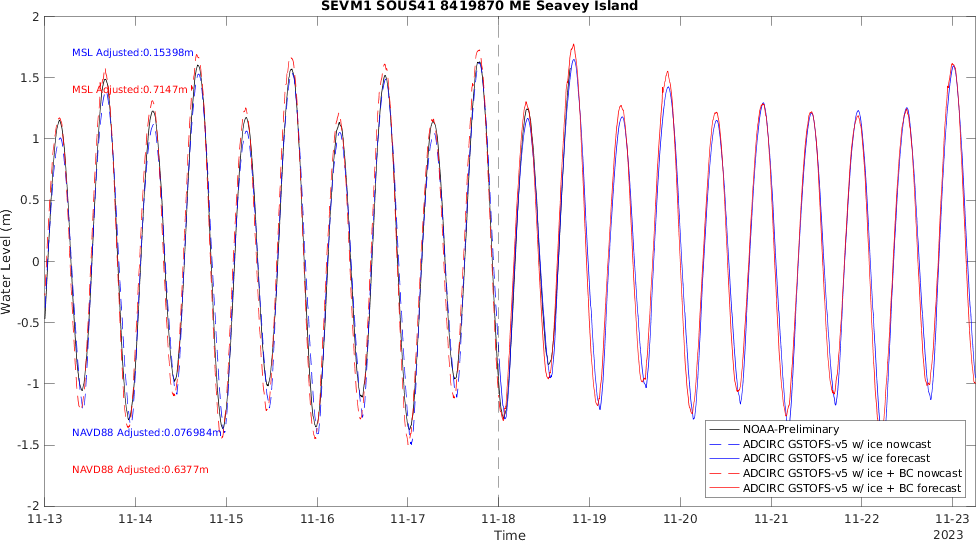 SEVM1 SOUS41 8419870 ME Seavey Island
2
1.5
1
0.5
0
-0.5
-1
-1.5
-2
Water Level (m)
MSL Adjusted:0.15398m
MSL Adjusted:0.7147m
NAVD88 Adjusted:0.076984m
NAVD88 Adjusted:0.6377m
NOAA-Preliminary
ADCIRC GSTOFS-v5 w/ ice nowcast
ADCIRC GSTOFS-v5 w/ ice forecast
ADCIRC GSTOFS-v5 w/ ice + BC nowcast
ADCIRC GSTOFS-v5 w/ ice + BC forecast
11-13 11-14 11-15 11-16 11-17 11-18 11-19 11-20 11-21 11-22 11-23
Time
2023